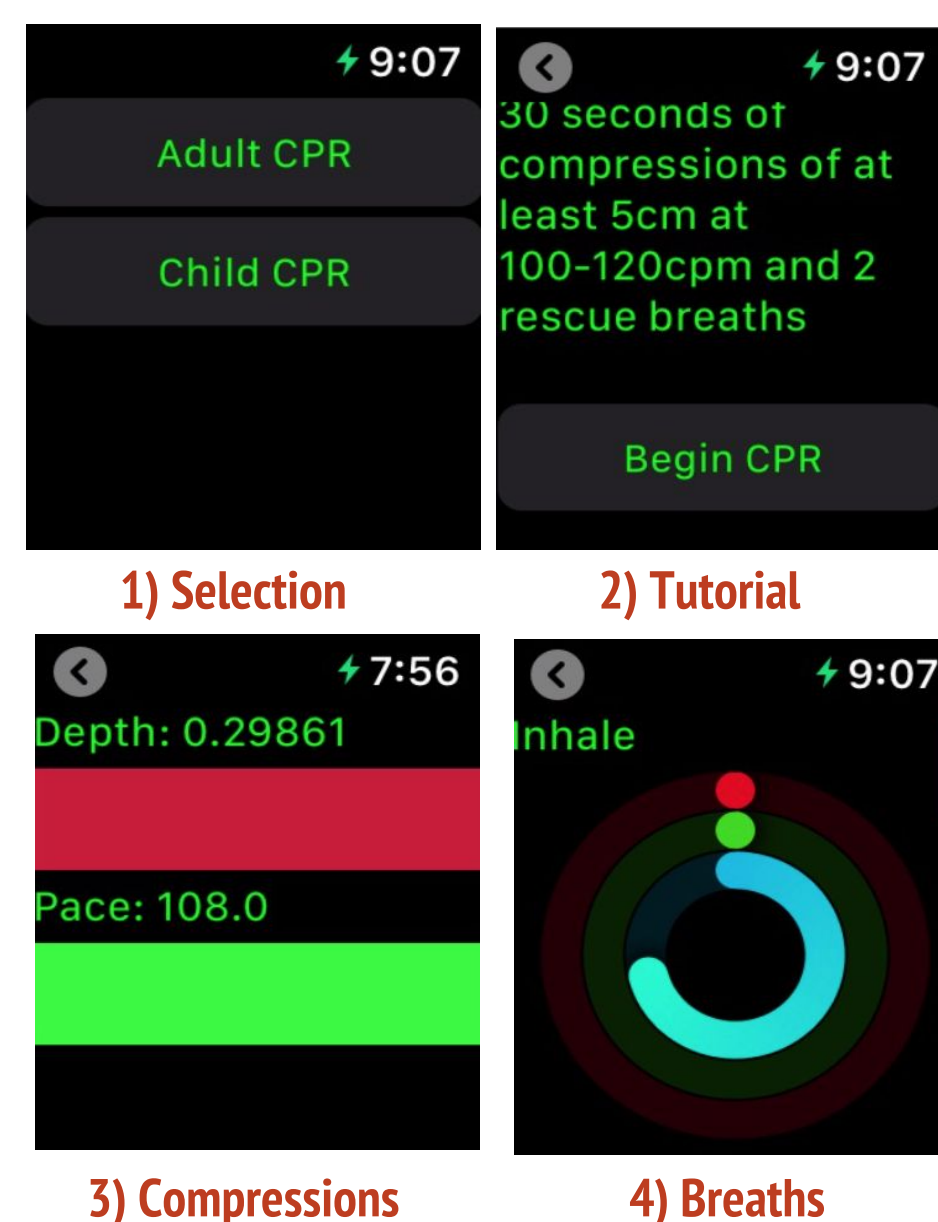 9:07
Adult CPR
Child CPR
1) Selection
9:07
30 seconds of
compressions of at
least 5cm at
100-120cpm and 2
rescue breaths
Begin CPR
2) Tutorial
7:56
Depth: 0.29861
Pace: 108.0
3) Compressions
9:07
Inhale
4) Breaths